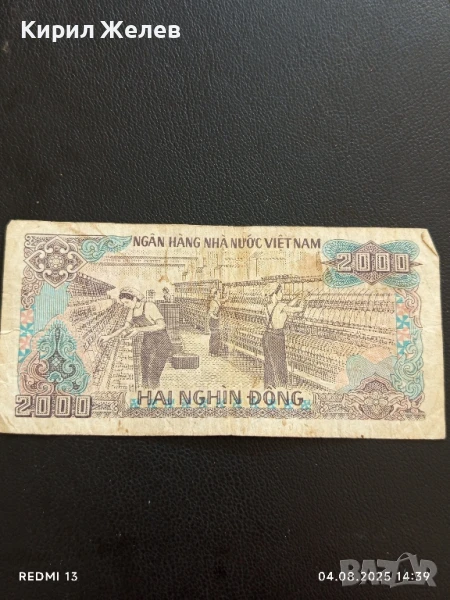 Кирил Желев
NGÂN HÀNG NHÀ NƯỚC VIỆT NAM
2000
2000
HAI NGHÌN ĐỒNG
REDMI 13
04.08.2025 14:39
BAZAR